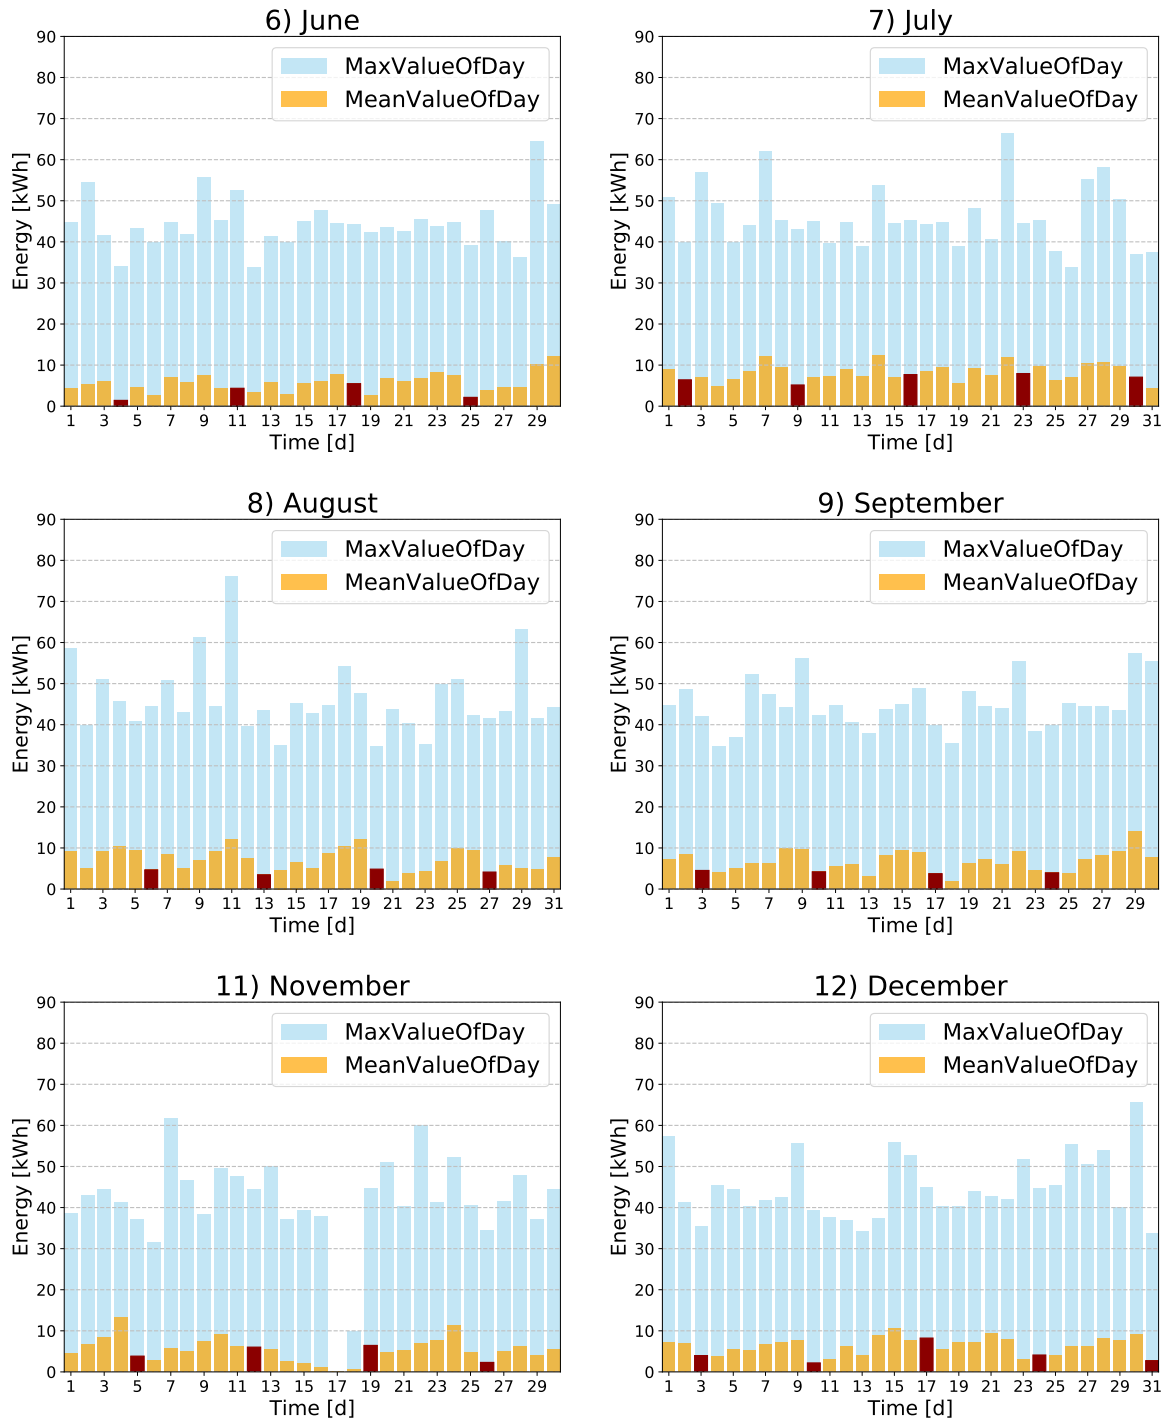 6) June
MaxValueOfDay
MeanValueOfDay
Energy [kWh]
90
80
70
60
50
40
30
20
10
0
1 3 5 7 9 11 13 15 17 19 21 23 25 27 29
Time [d]
7) July
MaxValueOfDay
MeanValueOfDay
Energy [kWh]
90
80
70
60
50
40
30
20
10
0
1 3 5 7 9 11 13 15 17 19 21 23 25 27 29 31
Time [d]
8) August
MaxValueOfDay
MeanValueOfDay
Energy [kWh]
90
80
70
60
50
40
30
20
10
0
1 3 5 7 9 11 13 15 17 19 21 23 25 27 29 31
Time [d]
9) September
MaxValueOfDay
MeanValueOfDay
Energy [kWh]
90
80
70
60
50
40
30
20
10
0
1 3 5 7 9 11 13 15 17 19 21 23 25 27 29
Time [d]
11) November
MaxValueOfDay
MeanValueOfDay
Energy [kWh]
90
80
70
60
50
40
30
20
10
0
1 3 5 7 9 11 13 15 17 19 21 23 25 27 29
Time [d]
12) December
MaxValueOfDay
MeanValueOfDay
Energy [kWh]
90
80
70
60
50
40
30
20
10
0
1 3 5 7 9 11 13 15 17 19 21 23 25 27 29 31
Time [d]